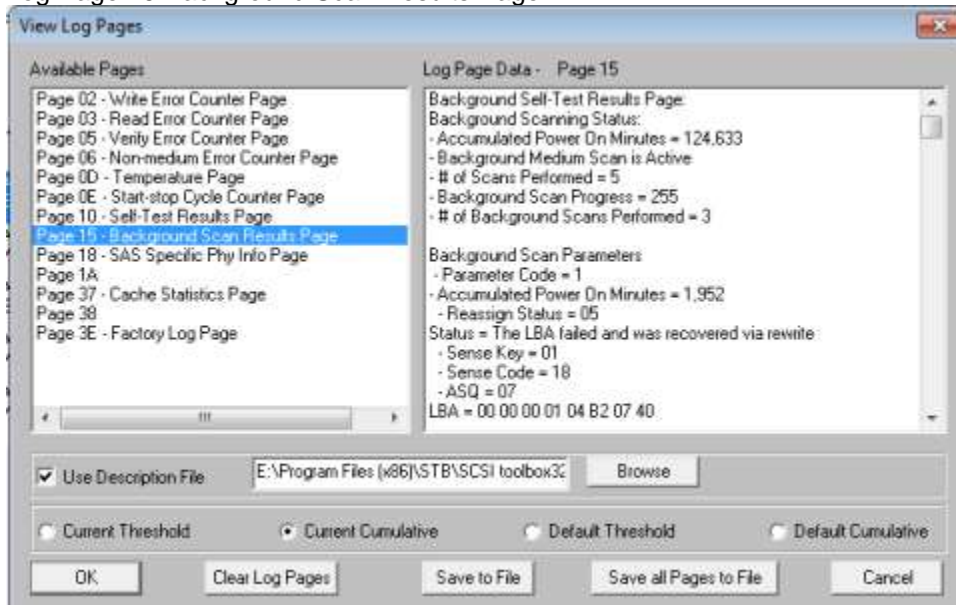 View Log Pages
Available Pages
Page 02 - Write Error Counter Page
Page 03 - Read Error Counter Page
Page 05 - Verify Error Counter Page
Page 06 - Non-medium Error Counter Page
Page 0D - Temperature Page
Page 0E - Start-stop Cycle Counter Page
Page 10 - Self-Test Results Page
Page 15 - Background Scan Results Page
Page 18 - SAS Specific Phy Info Page
Page 1A
Page 37 - Cache Statistics Page
Page 38
Page 3E - Factory Log Page
Log Page Data - Page 15
Background Self-Test Results Page:
Background Scanning Status:
- Accumulated Power On Minutes = 124,633
- Background Medium Scan is Active
- # of Scans Performed = 5
- Background Scan Progress = 255
- # of Background Scans Performed = 3
Background Scan Parameters
- Parameter Code = 1
- Accumulated Power On Minutes = 1,952
- Reassign Status = 05
Status = The LBA failed and was recovered via rewrite
- Sense Key = 01
- Sense Code = 18
- ASQ = 07
LBA = 00 00 00 01 04 B2 07 40
Use Description File
E:\Program Files (x86)\STB\SCSI toolbox32
Browse
Current Threshold
Current Cumulative
Default Threshold
Default Cumulative
OK
Clear Log Pages
Save to File
Save all Pages to File
Cancel